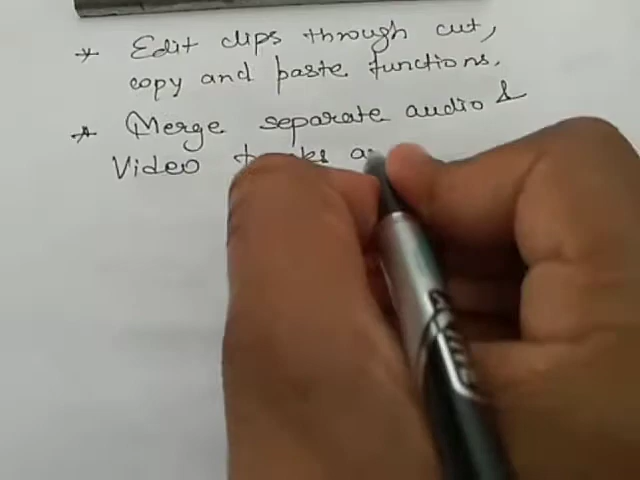 * Edit clips through cut,
copy and paste functions.
* Merge separate audio &
Video